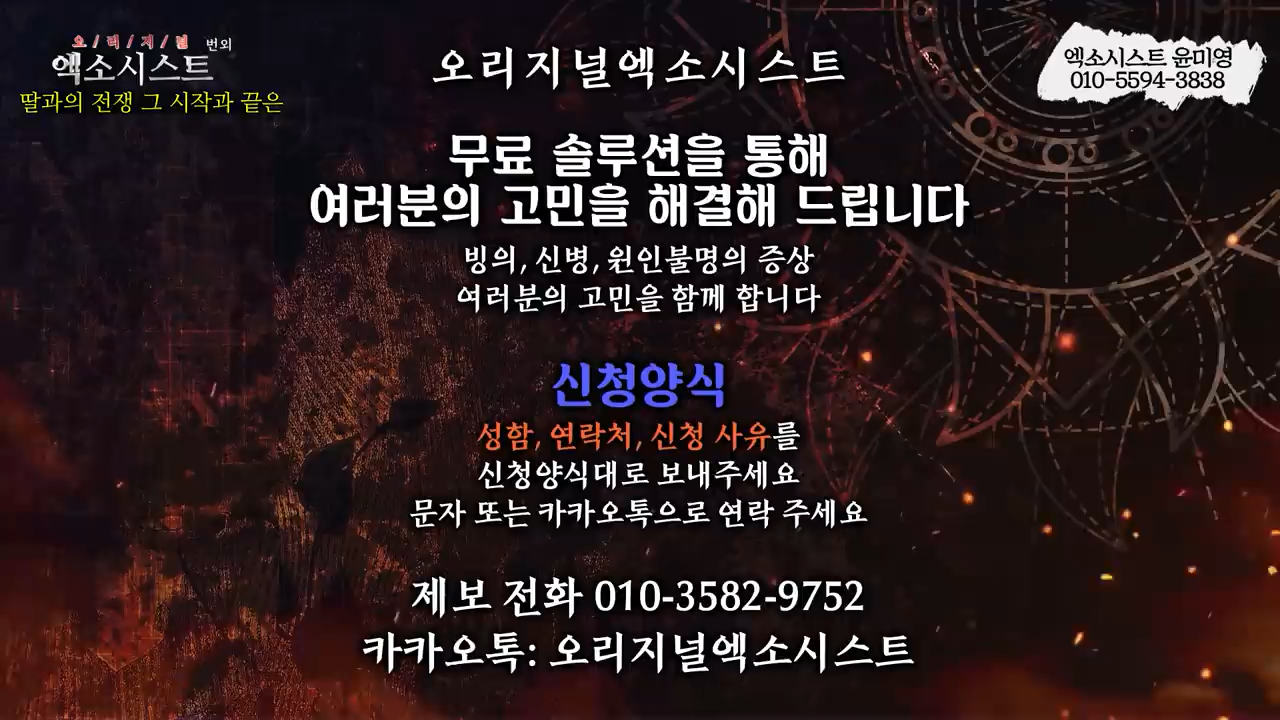 오/리/지/널 번외
엑소시스트
딸과의 전쟁 그 시작과 끝은
엑소시스트 윤미영
010-5594-3838
오리지널엑소시스트
무료 솔루션을 통해
여러분의 고민을 해결해 드립니다
빙의, 신병, 원인불명의 증상
여러분의 고민을 함께 합니다
신청양식
성함, 연락처, 신청 사유를
신청양식대로 보내주세요
문자 또는 카카오톡으로 연락 주세요
제보 전화 010-3582-9752
카카오톡: 오리지널엑소시스트